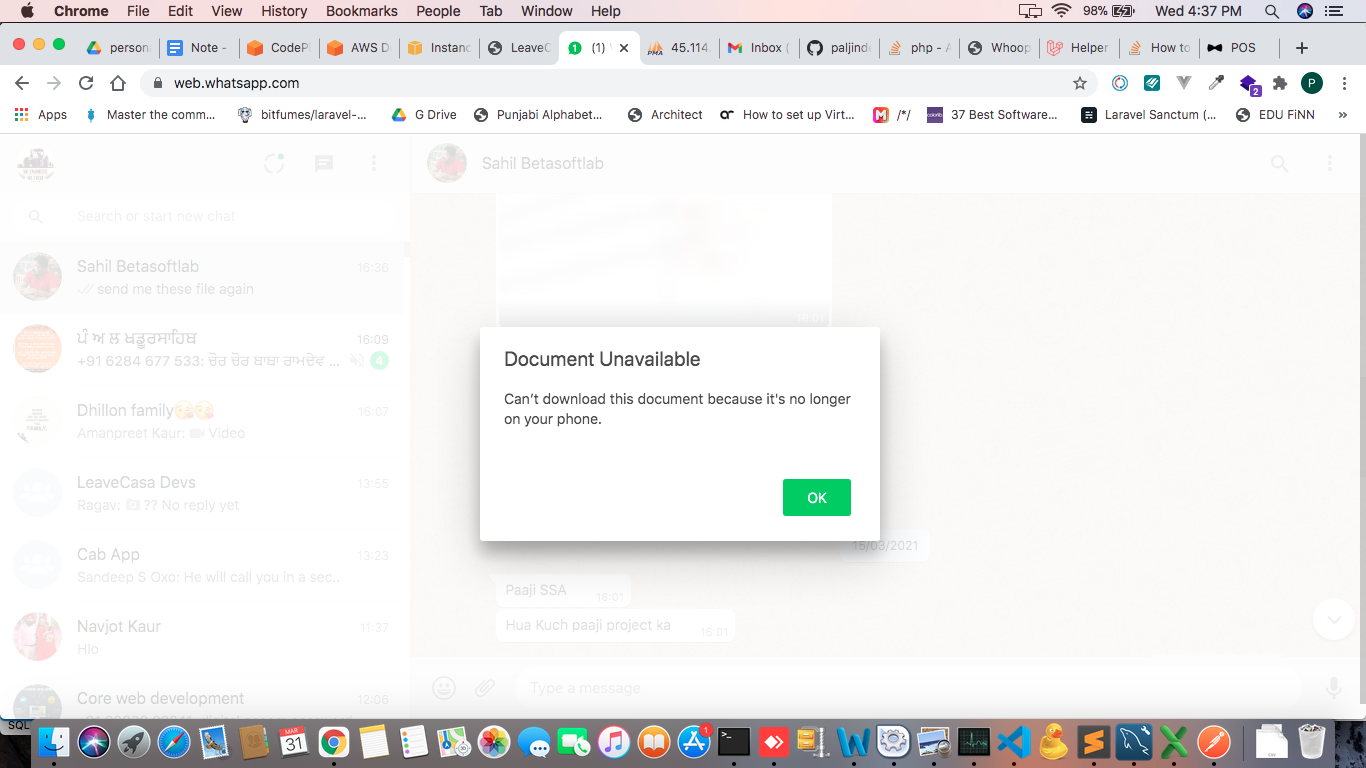 Chrome File Edit View History Bookmarks People Tab Window Help 98% Wed 4:37 PM
person Note - CodeP AWS D Instanc LeaveC (1) 45.114. Inbox ( paljinde php - A Whoop Helper How to POS
web.whatsapp.com P 2
Apps Master the comm... bitfumes/laravel-... G Drive Punjabi Alphabet... Architect How to set up Virt... /*/ 37 Best Software... Laravel Sanctum (... EDU FiNN »
Sahil Betasoftlab
Search or start new chat
Sahil Betasoftlab 16:36
send me these file again
ਪੰ ਅ ਲ ਖਡੂਰਸਾਹਿਬ 16:09
+91 6284 677 533: ਚੋਰ ਚੋਰ ਬਾਬਾ ਰਾਮਦੇਵ ... 4
Dhillon family 16:07
Amanpreet Kaur: Video
LeaveCasa Devs 13:55
Ragav: ?? No reply yet
Cab App 13:23
Sandeep S Oxo: He will call you in a sec..
Navjot Kaur 11:37
Hlo
Core web development 12:06
16:01
Document Unavailable
Can't download this document because it's no longer
on your phone.
OK
15/03/2021
Paaji SSA 16:01
Hua Kuch paaji project ka 16:01
Type a message
SQL
MAR
31
1